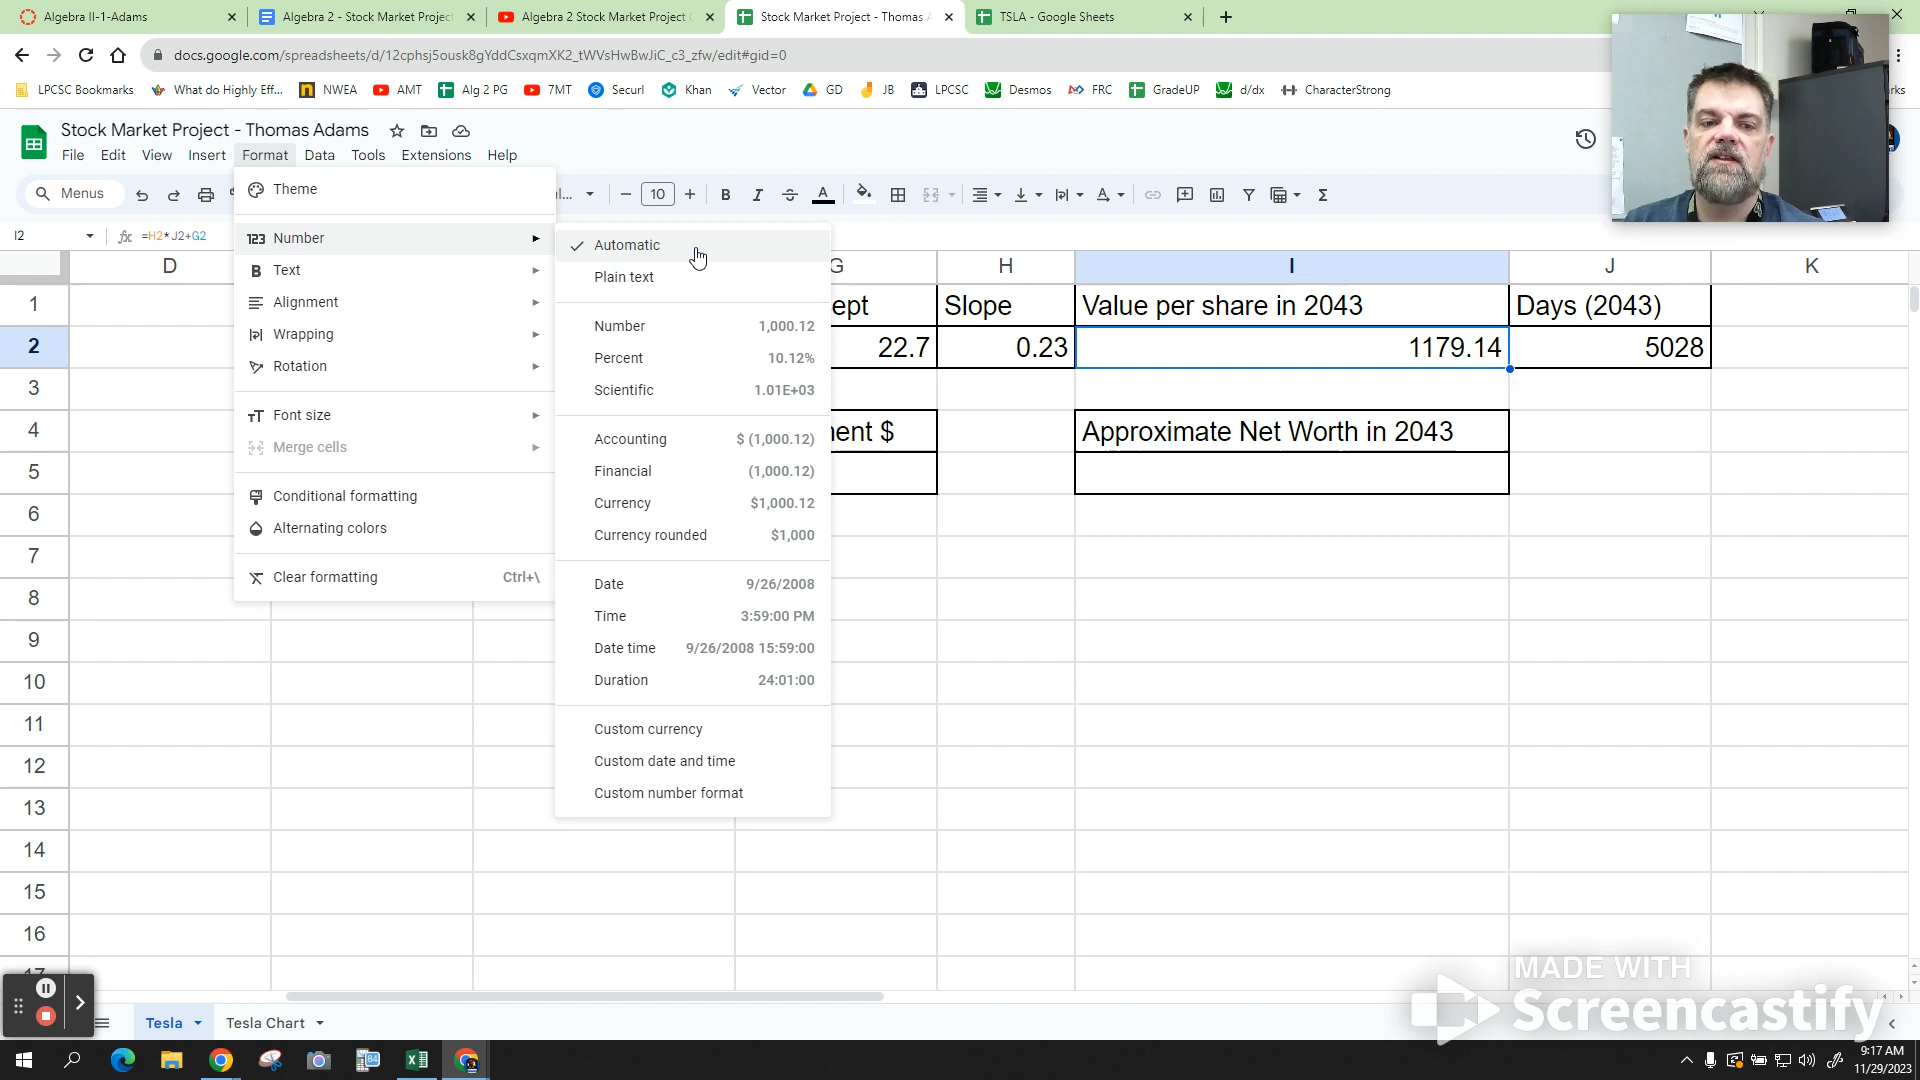 Algebra II-1-Adams
Algebra 2 - Stock Market Projec
Algebra 2 Stock Market Project
Stock Market Project - Thomas A
TSLA - Google Sheets
docs.google.com/spreadsheets/d/12cphsj5ousk8gYddCsxqmXK2_tWVsHwBwJiC_c3_zfw/edit#gid=0
LPCSC Bookmarks
What do Highly Eff...
NWEA
AMT
Alg 2 PG
7MT
Securl
Khan
Vector
GD
JB
LPCSC
Desmos
FRC
GradeUP
d/dx
CharacterStrong
rks
Stock Market Project - Thomas Adams
File Edit View Insert Format Data Tools Extensions Help
Menus
10
I2
=H2*J2+G2
Theme
Number
Text
Alignment
Wrapping
Rotation
Font size
Merge cells
Conditional formatting
Alternating colors
Clear formatting Ctrl+\
Automatic
Plain text
Number 1,000.12
Percent 10.12%
Scientific 1.01E+03
Accounting $ (1,000.12)
Financial (1,000.12)
Currency $1,000.12
Currency rounded $1,000
Date 9/26/2008
Time 3:59:00 PM
Date time 9/26/2008 15:59:00
Duration 24:01:00
Custom currency
Custom date and time
Custom number format
D G H I J K
1 ept Slope Value per share in 2043 Days (2043)
2 22.7 0.23 1179.14 5028
3
4 nent $ Approximate Net Worth in 2043
5
6
7
8
9
10
11
12
13
14
15
16
17
MADE WITH
Screencastify
Tesla
Tesla Chart
9:17 AM
11/29/2023